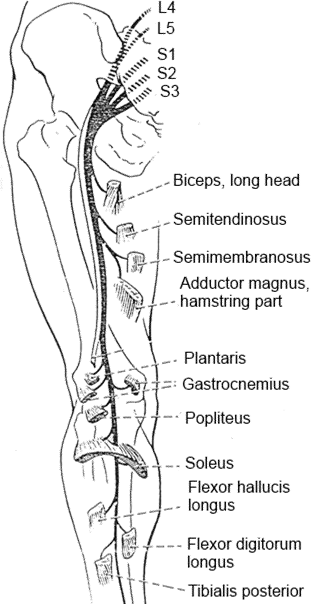 L4
L5
S1
S2
S3
Biceps, long head
Semitendinosus
Semimembranosus
Adductor magnus,
hamstring part
Plantaris
Gastrocnemius
Popliteus
Soleus
Flexor hallucis
longus
Flexor digitorum
longus
Tibialis posterior